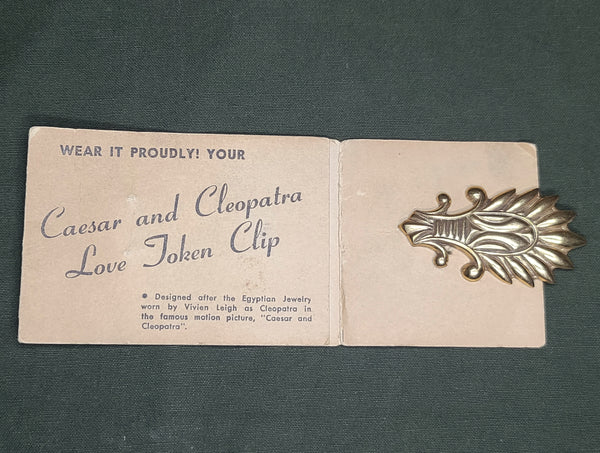 WEAR IT PROUDLY! YOUR
Caesar and Cleopatra
Love Token Clip
● Designed after the Egyptian Jewelry
worn by Vivien Leigh as Cleopatra in
the famous motion picture, "Caesar and
Cleopatra".